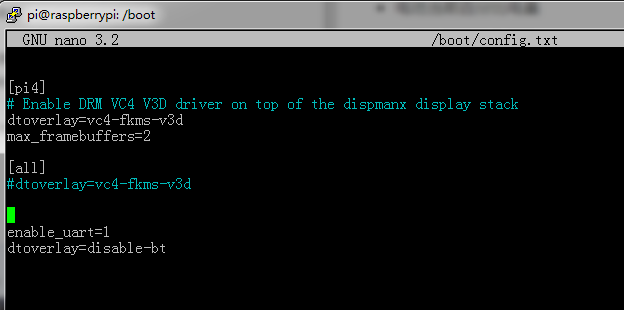 pi@raspberrypi: /boot
GNU nano 3.2 /boot/config.txt
[pi4]
# Enable DRM VC4 V3D driver on top of the dispmanx display stack
dtoverlay=vc4-fkms-v3d
max_framebuffers=2
[all]
#dtoverlay=vc4-fkms-v3d
enable_uart=1
dtoverlay=disable-bt